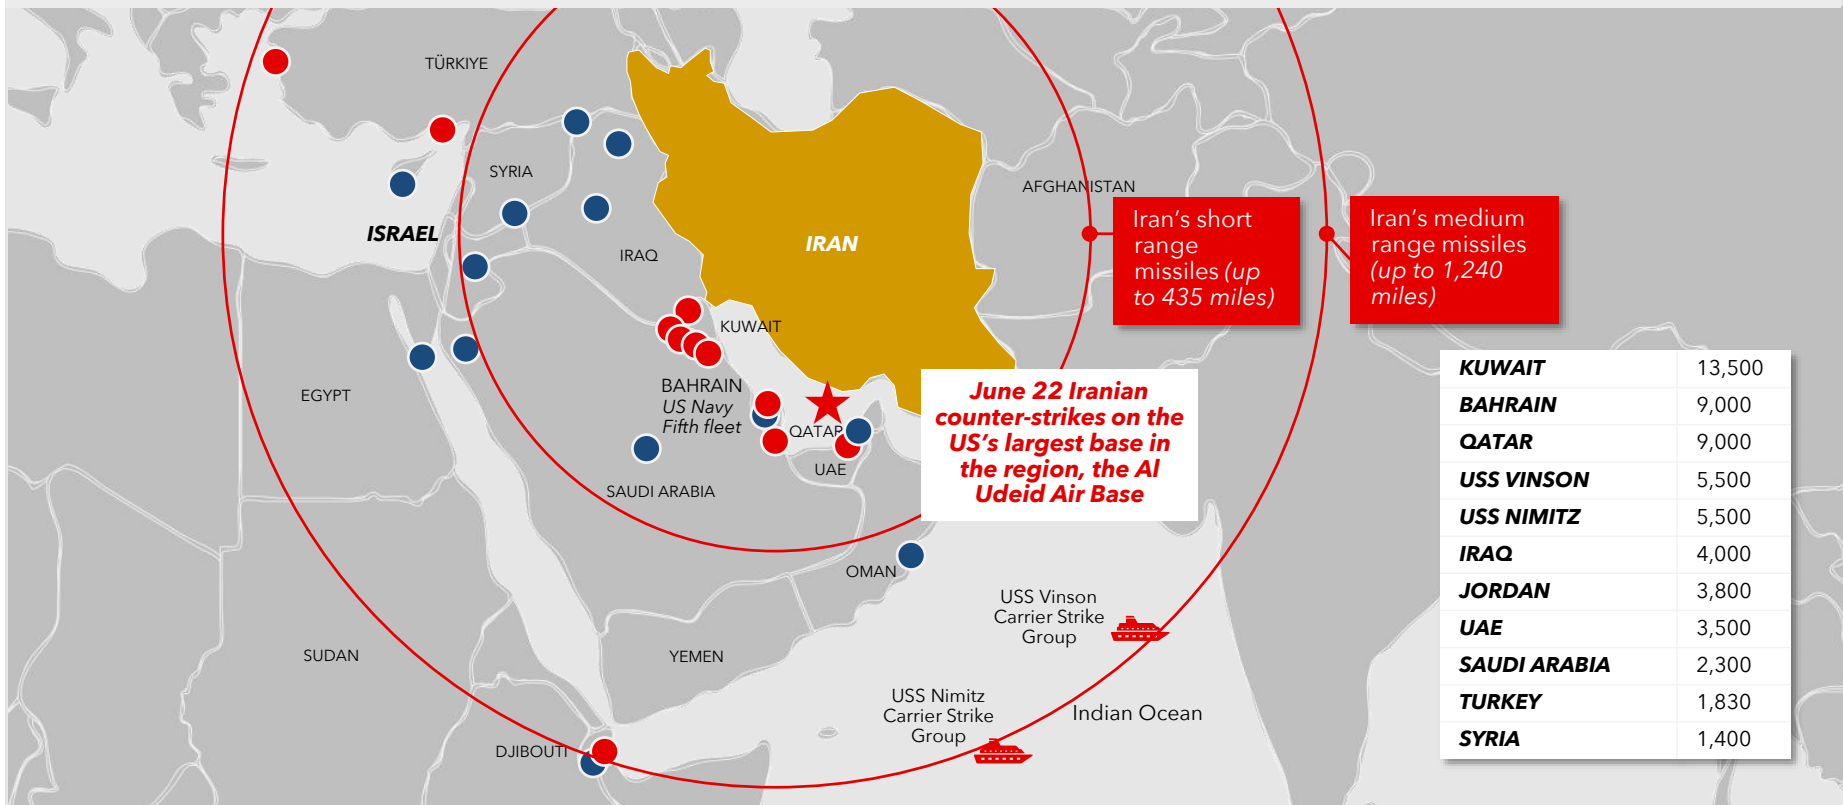 TÜRKIYE
SYRIA
AFGHANISTAN
ISRAEL
IRAN
IRAQ
Iran's short
range
missiles (up
to 435 miles)
Iran's medium
range missiles
(up to 1,240
miles)
KUWAIT
EGYPT
BAHRAIN
US Navy
Fifth fleet
QATAR
UAE
SAUDI ARABIA
June 22 Iranian
counter-strikes on the
US's largest base in
the region, the Al
Udeid Air Base
OMAN
USS Vinson
Carrier Strike
Group
SUDAN
YEMEN
USS Nimitz
Carrier Strike
Group
Indian Ocean
DJIBOUTI
KUWAIT 13,500
BAHRAIN 9,000
QATAR 9,000
USS VINSON 5,500
USS NIMITZ 5,500
IRAQ 4,000
JORDAN 3,800
UAE 3,500
SAUDI ARABIA 2,300
TURKEY 1,830
SYRIA 1,400